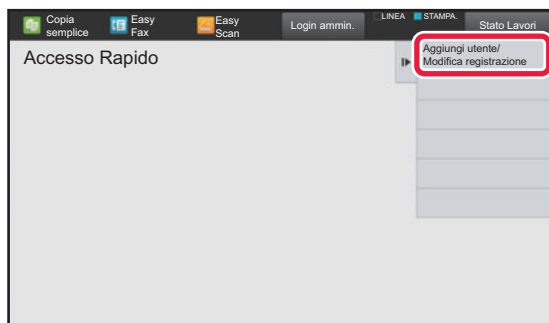 Copia
semplice
Easy
Fax
Easy
Scan
Login ammin.
LINEA
STAMPA.
Stato Lavori
Accesso Rapido
Aggiungi utente/
Modifica registrazione